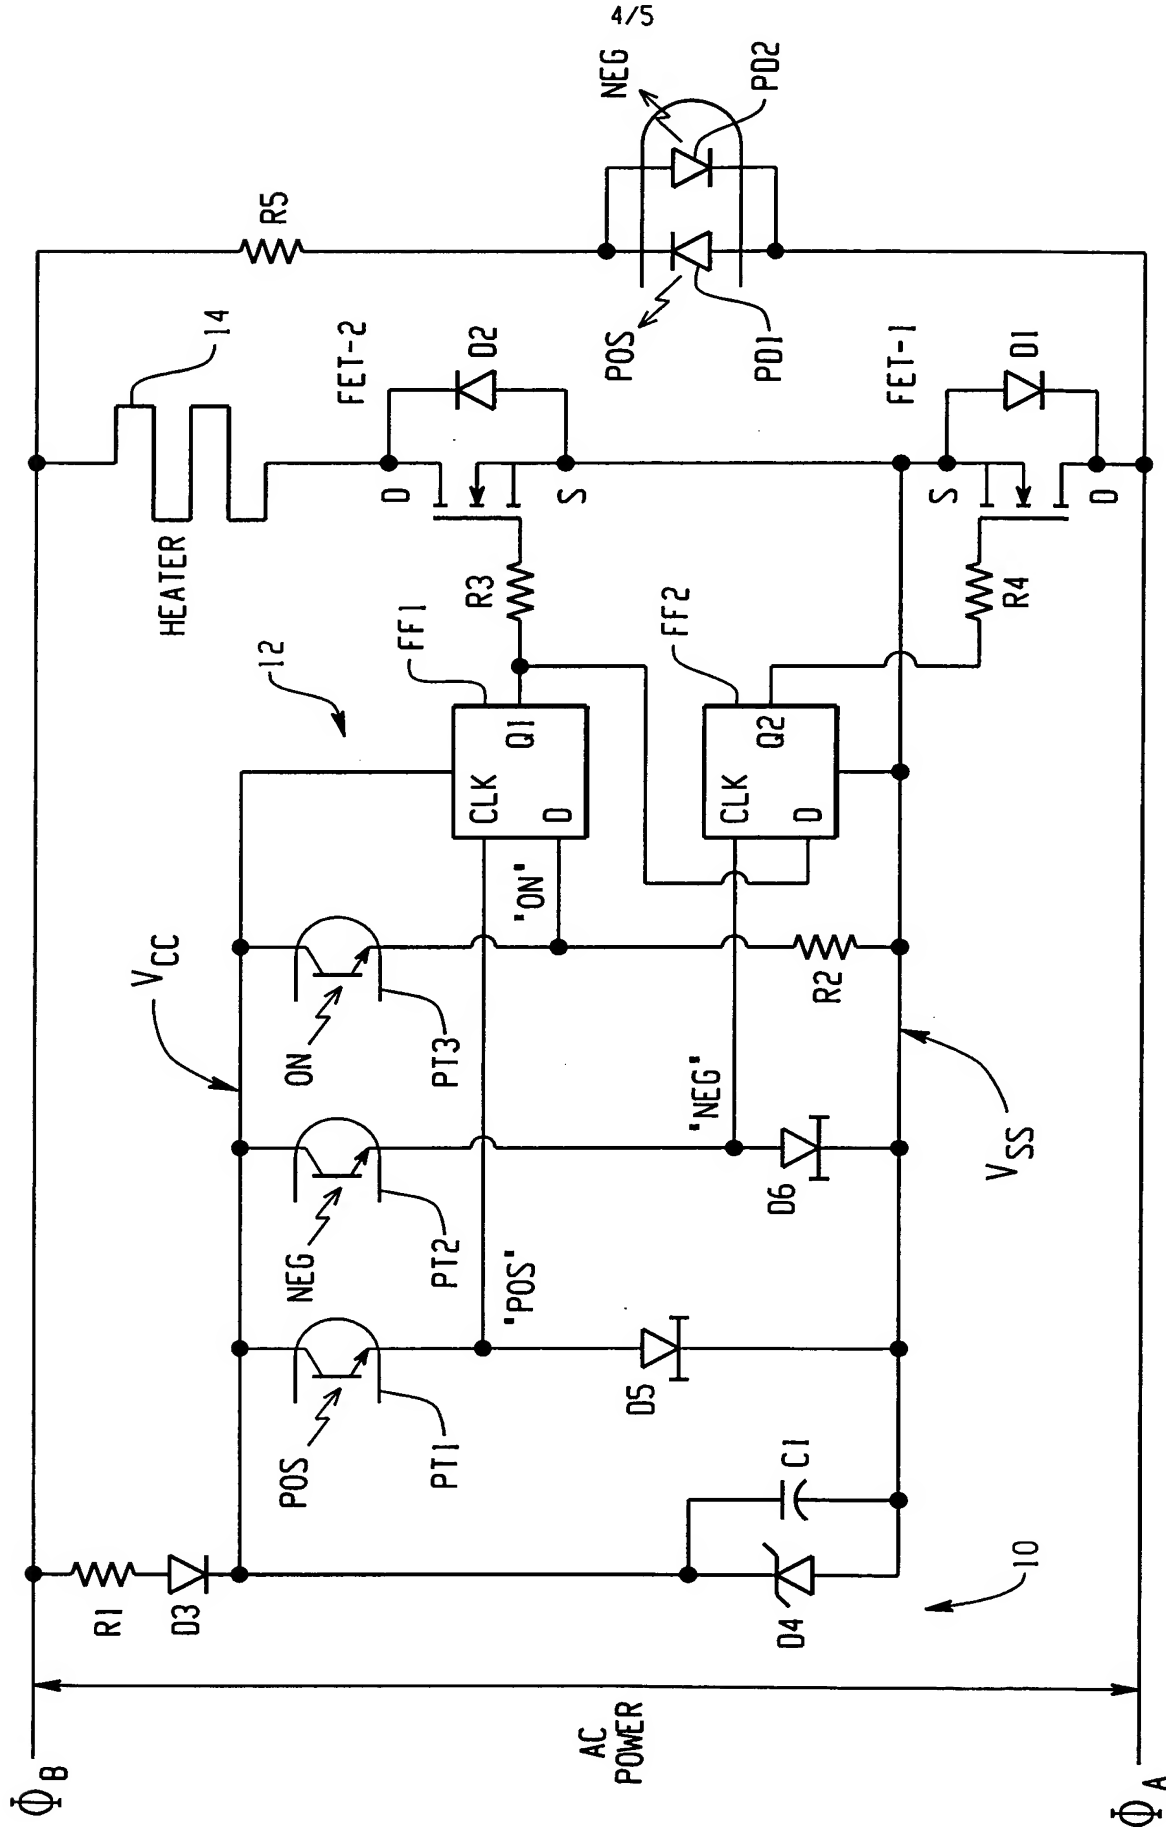 4/5
Φ B
Φ A
AC
POWER
10
R1
D3
D4
C1
POS
PT1
"POS"
D5
NEG
PT2
"NEG"
D6
VSS
VCC
ON
PT3
"ON"
R2
12
FF1
CLK
Q1
D
FF2
CLK
Q2
D
R3
R4
HEATER
14
FET-2
D
S
D2
FET-1
S
D
D1
R5
POS
PD1
NEG
PD2